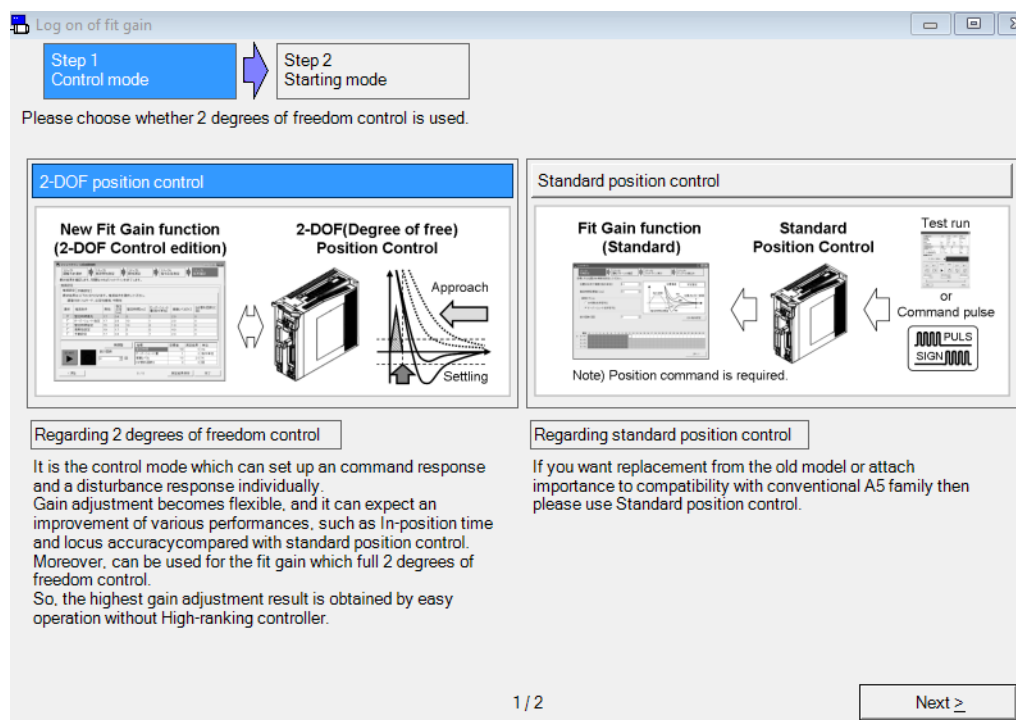 Log on of fit gain
Step 1
Control mode
Step 2
Starting mode
Please choose whether 2 degrees of freedom control is used.
2-DOF position control
New Fit Gain function
(2-DOF Control edition)
2-DOF(Degree of free)
Position Control
Approach
Settling
Standard position control
Fit Gain function
(Standard)
Standard
Position Control
Test run
or
Command pulse
PULS
SIGN
Note) Position command is required.
Regarding 2 degrees of freedom control
It is the control mode which can set up an command response
and a disturbance response individually.
Gain adjustment becomes flexible, and it can expect an
improvement of various performances, such as In-position time
and locus accuracycompared with standard position control.
Moreover, can be used for the fit gain which full 2 degrees of
freedom control.
So, the highest gain adjustment result is obtained by easy
operation without High-ranking controller.
Regarding standard position control
If you want replacement from the old model or attach
importance to compatibility with conventional A5 family then
please use Standard position control.
1 / 2
Next >